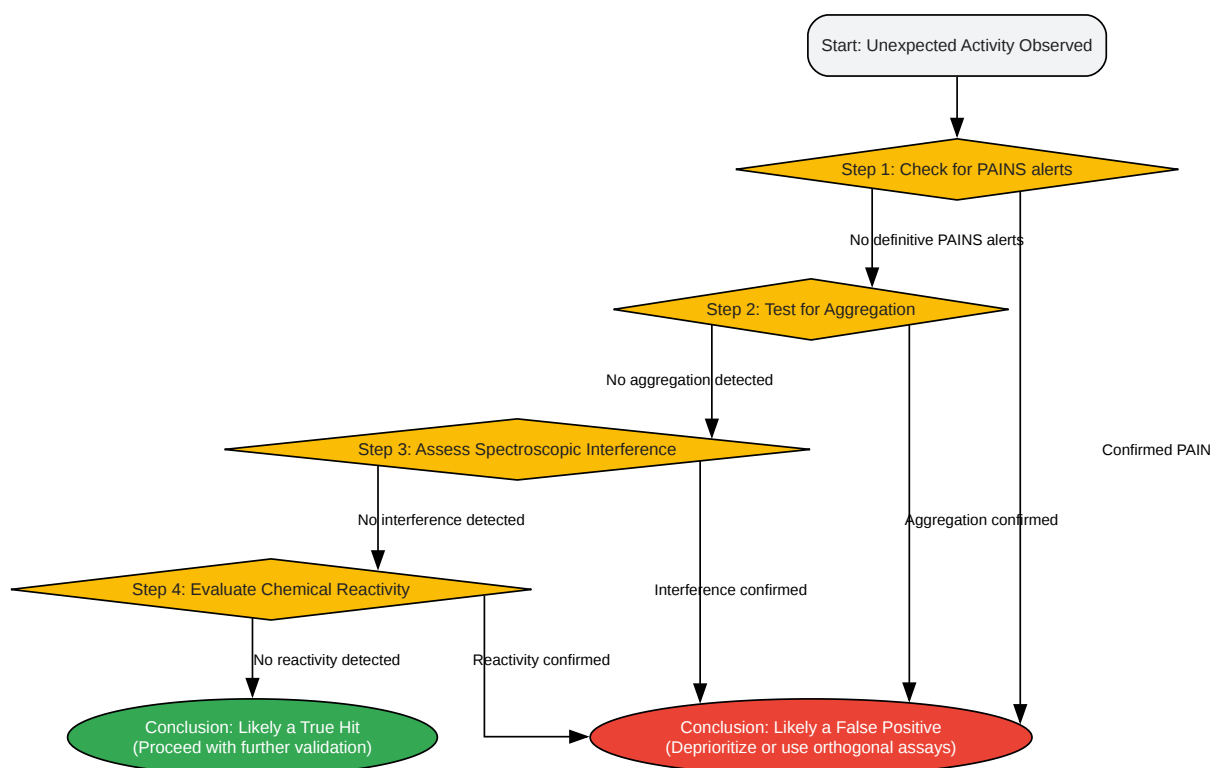 Start: Unexpected Activity Observed
Step 1: Check for PAINS alerts
No definitive PAINS alerts
Step 2: Test for Aggregation
No aggregation detected
Step 3: Assess Spectroscopic Interference
Confirmed PAIN
No interference detected
Aggregation confirmed
Step 4: Evaluate Chemical Reactivity
Interference confirmed
No reactivity detected
Reactivity confirmed
Conclusion: Likely a True Hit
(Proceed with further validation)
Conclusion: Likely a False Positive
(Deprioritize or use orthogonal assays)